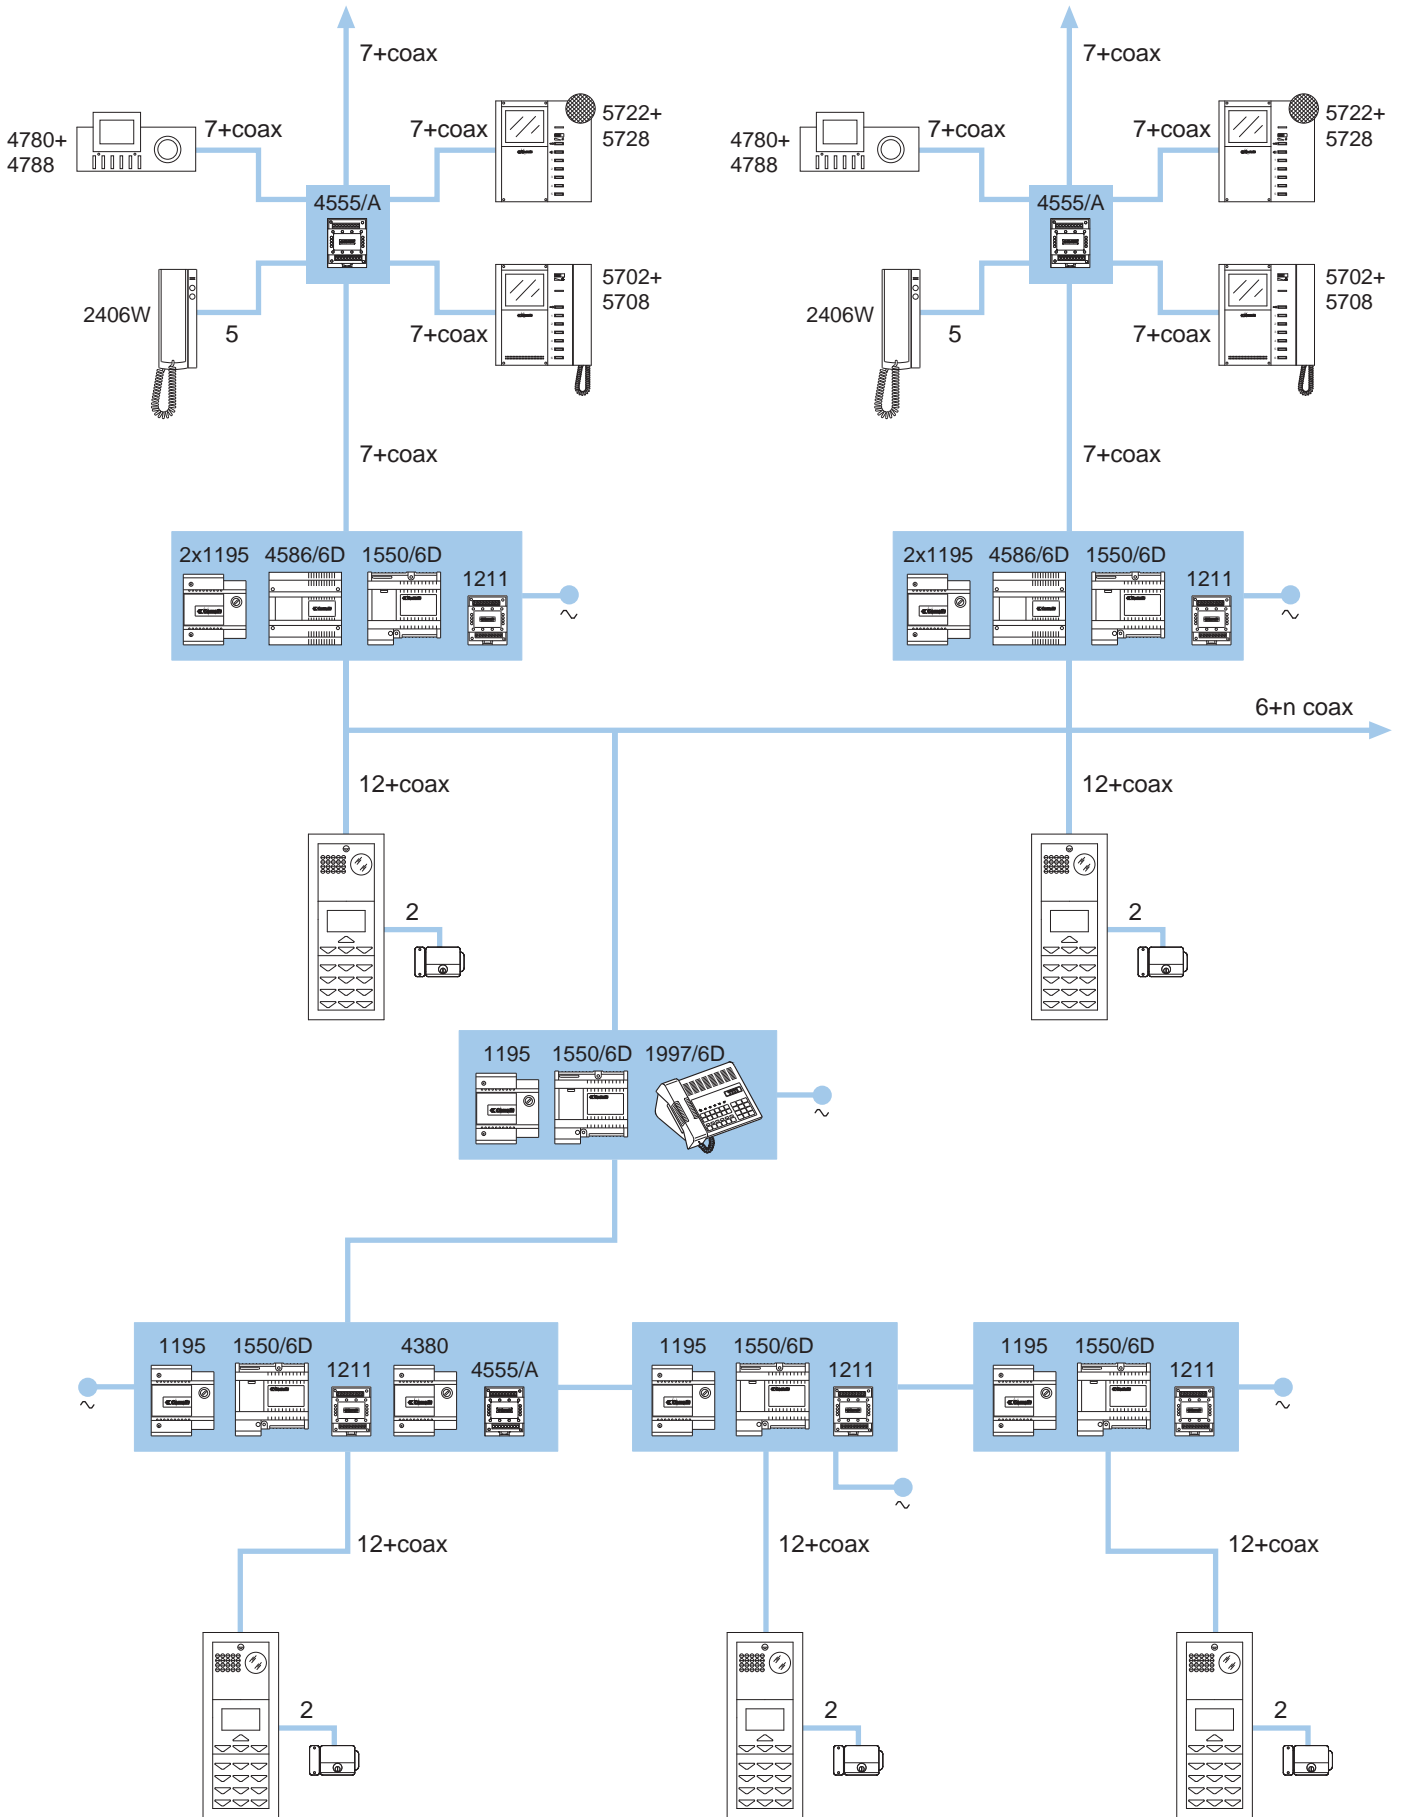 7+coax
7+coax
4780+
4788
7+coax
7+coax
5722+
5728
4780+
4788
7+coax
7+coax
5722+
5728
4555/A
4555/A
2406W
5
7+coax
5702+
5708
2406W
5
7+coax
5702+
5708
7+coax
7+coax
2x1195 4586/6D 1550/6D
1211
~
2x1195 4586/6D 1550/6D
1211
~
6+n coax
12+coax
12+coax
2
2
1195 1550/6D 1997/6D
~
1195 1550/6D
1211
4380
4555/A
~
1195 1550/6D
1211
~
1195 1550/6D
1211
~
12+coax
12+coax
12+coax
2
2
2